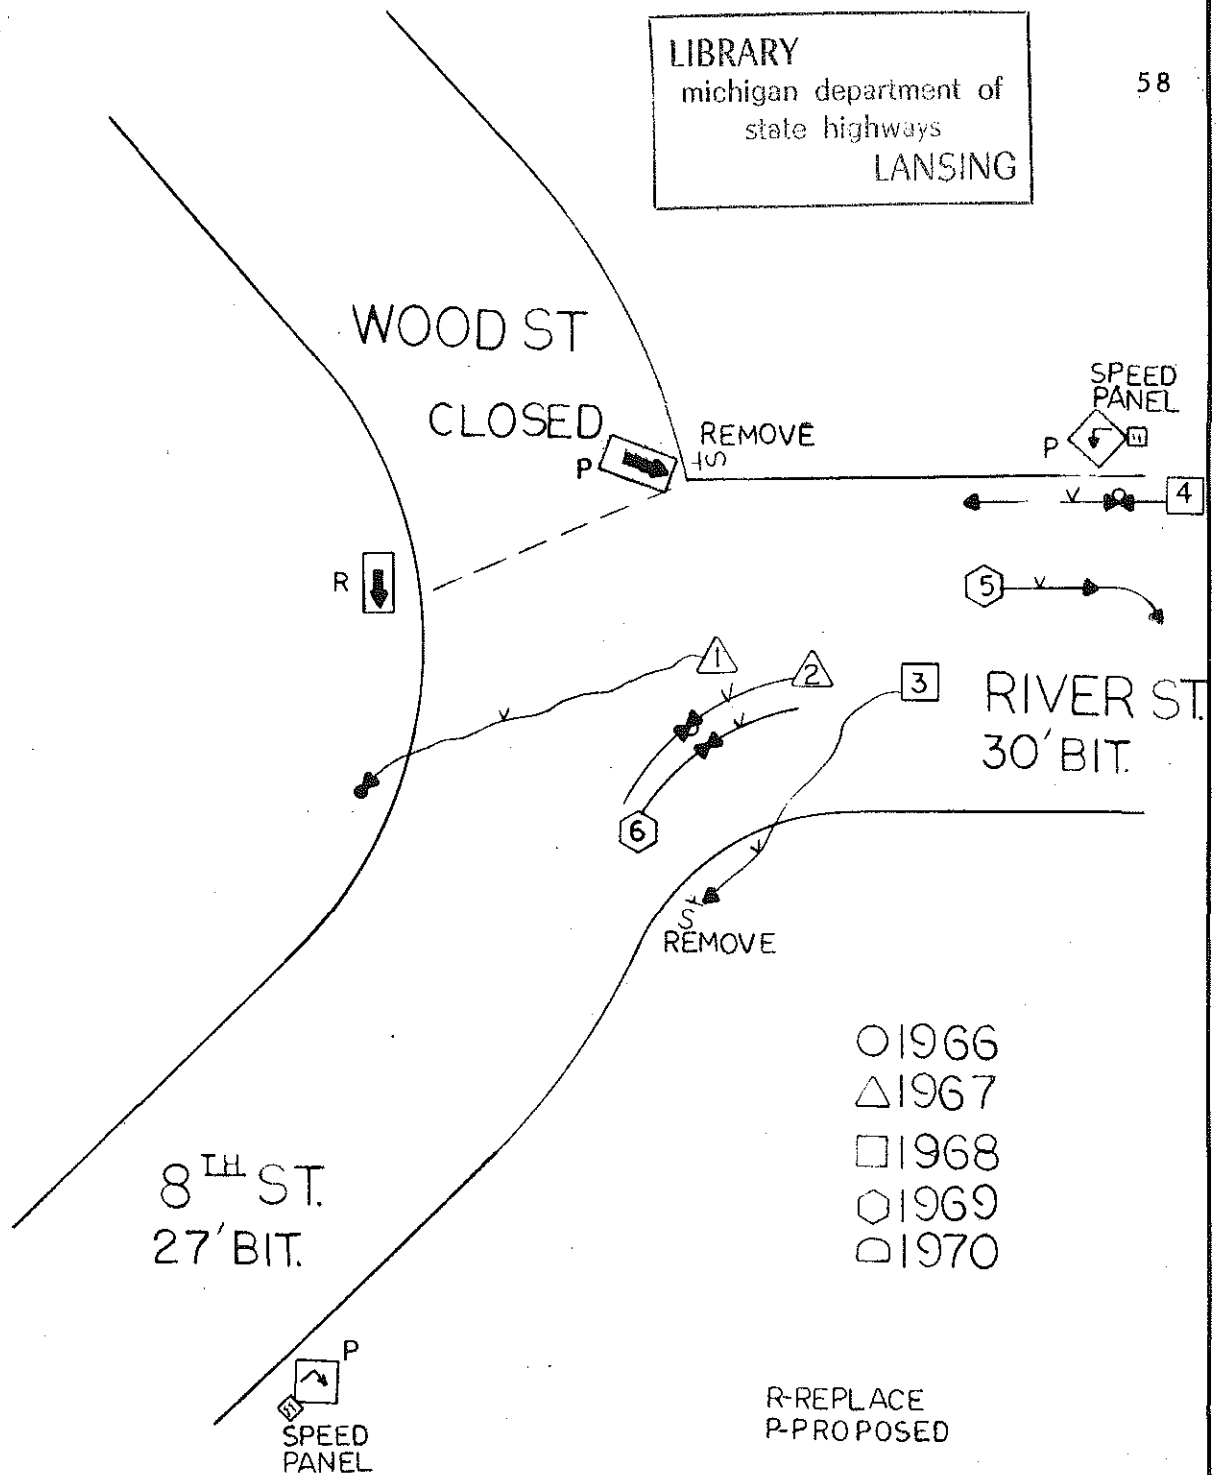 LIBRARY
michigan department of
state highways
LANSING
58
WOOD ST
CLOSED
P
REMOVE
ST
SPEED
PANEL
P
4
R
5
1
2
3
RIVER ST.
30' BIT.
6
ST
REMOVE
○ 1966
△ 1967
□ 1968
⬡ 1969
1970
8TH ST.
27' BIT.
P
SPEED
PANEL
R-REPLACE
P-PROPOSED